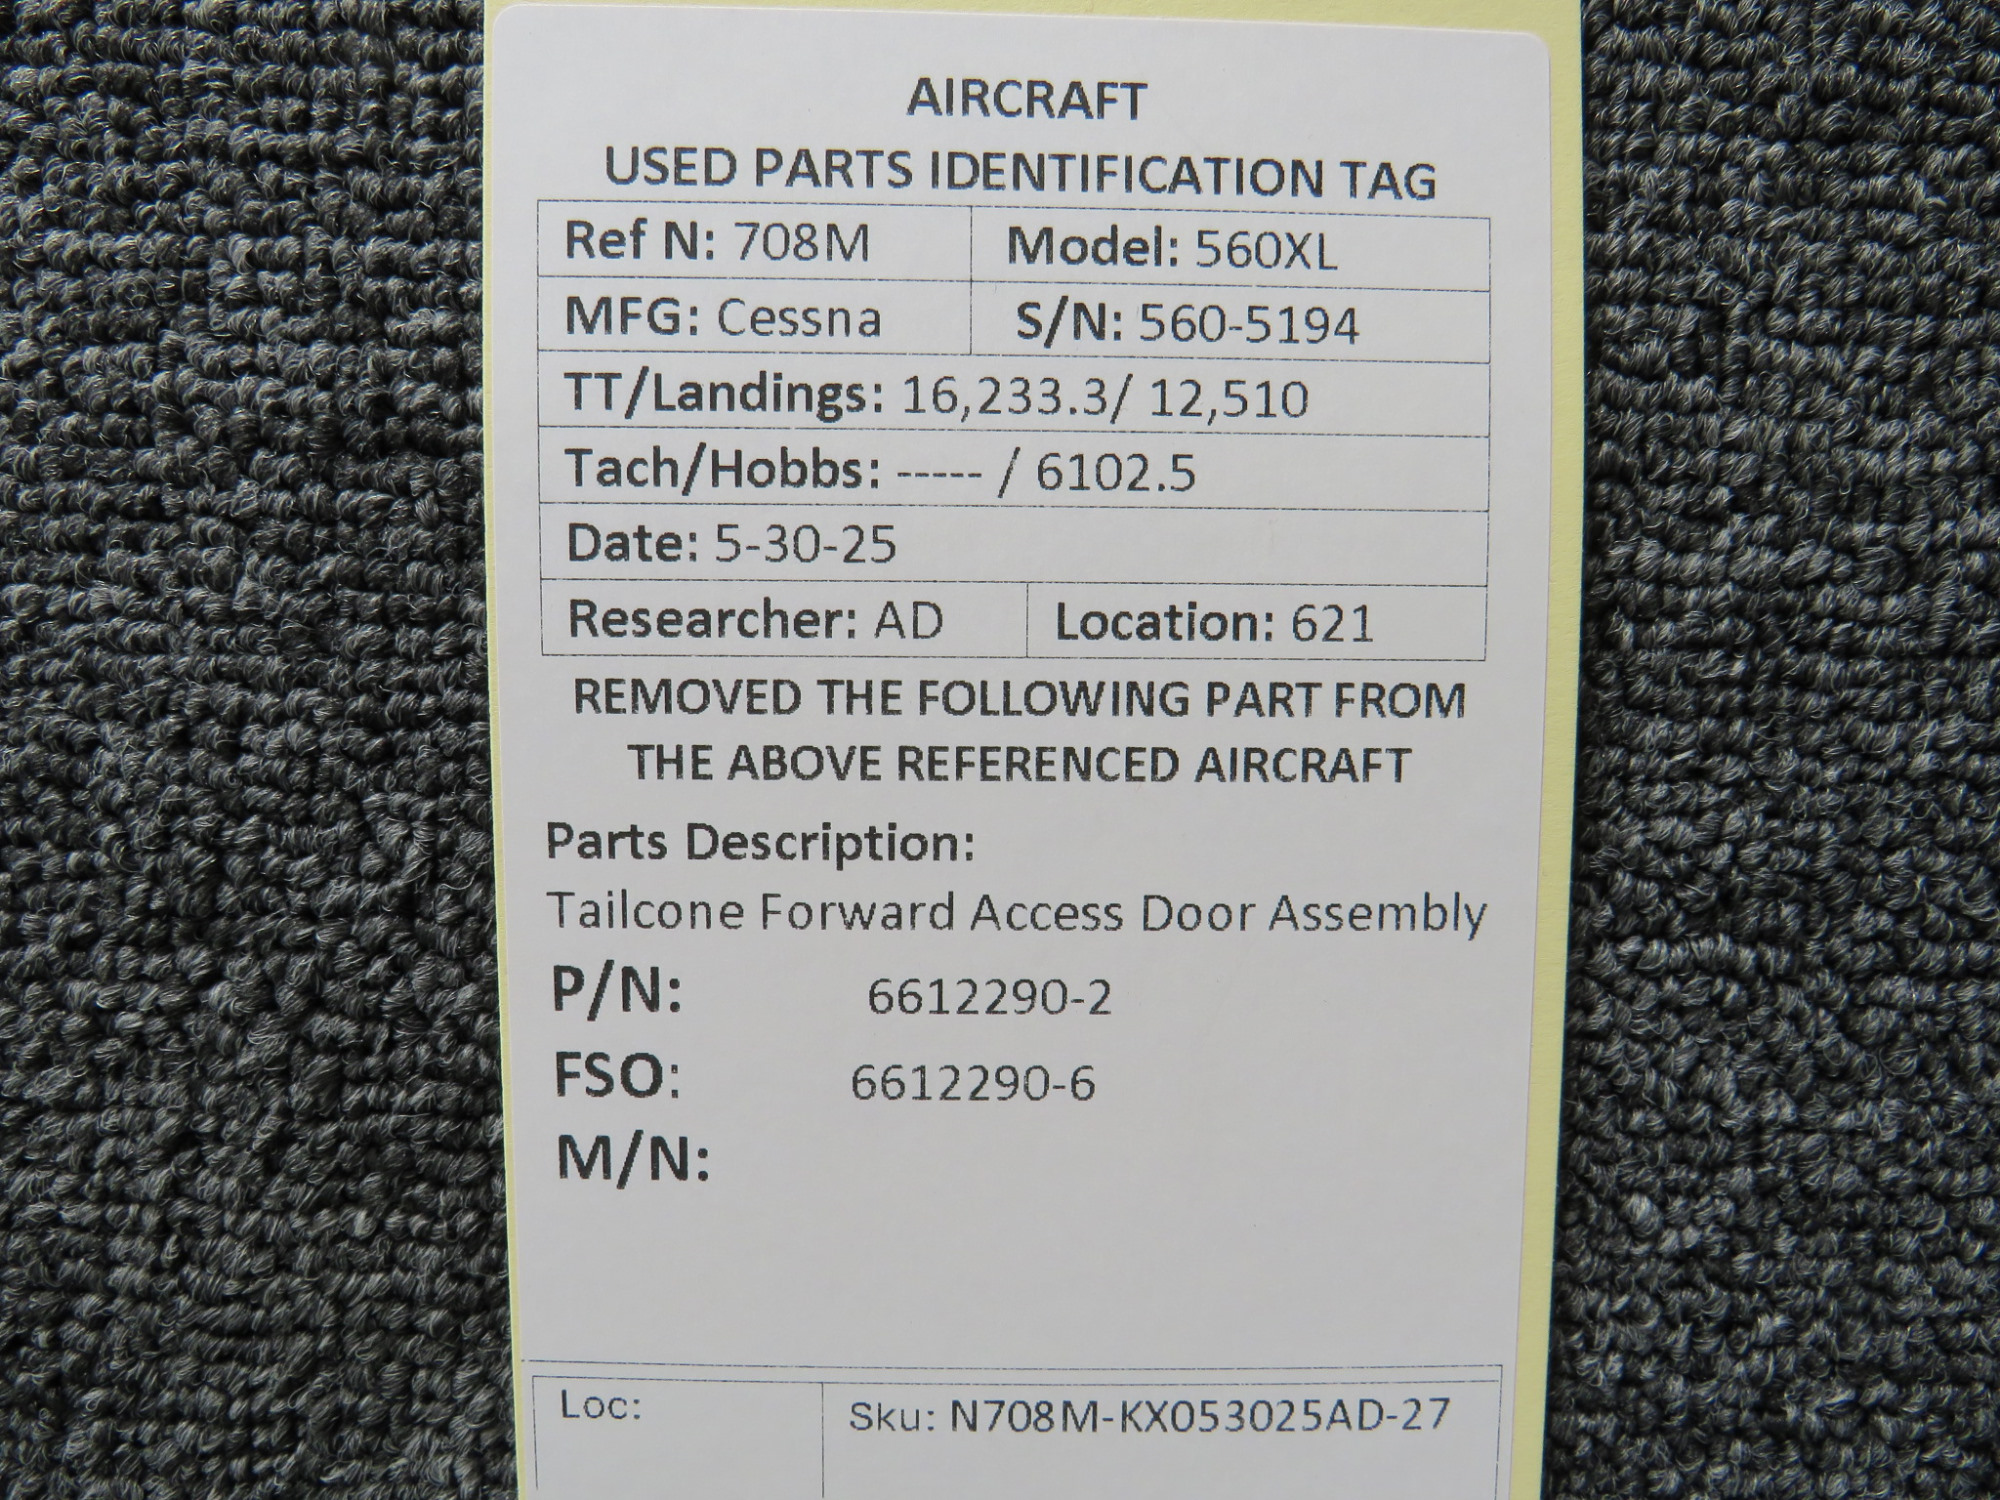 AIRCRAFT
USED PARTS IDENTIFICATION TAG
Ref N: 708M Model: 560XL
MFG: Cessna S/N: 560-5194
TT/Landings: 16,233.3/ 12,510
Tach/Hobbs: ----- / 6102.5
Date: 5-30-25
Researcher: AD Location: 621
REMOVED THE FOLLOWING PART FROM
THE ABOVE REFERENCED AIRCRAFT
Parts Description:
Tailcone Forward Access Door Assembly
P/N: 6612290-2
FSO: 6612290-6
M/N:
Loc: Sku: N708M-KX053025AD-27